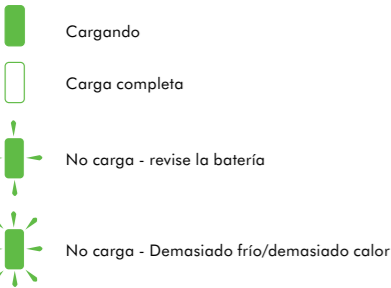 Cargando
Carga completa
No carga - revise la batería
No carga - Demasiado frío/demasiado calor